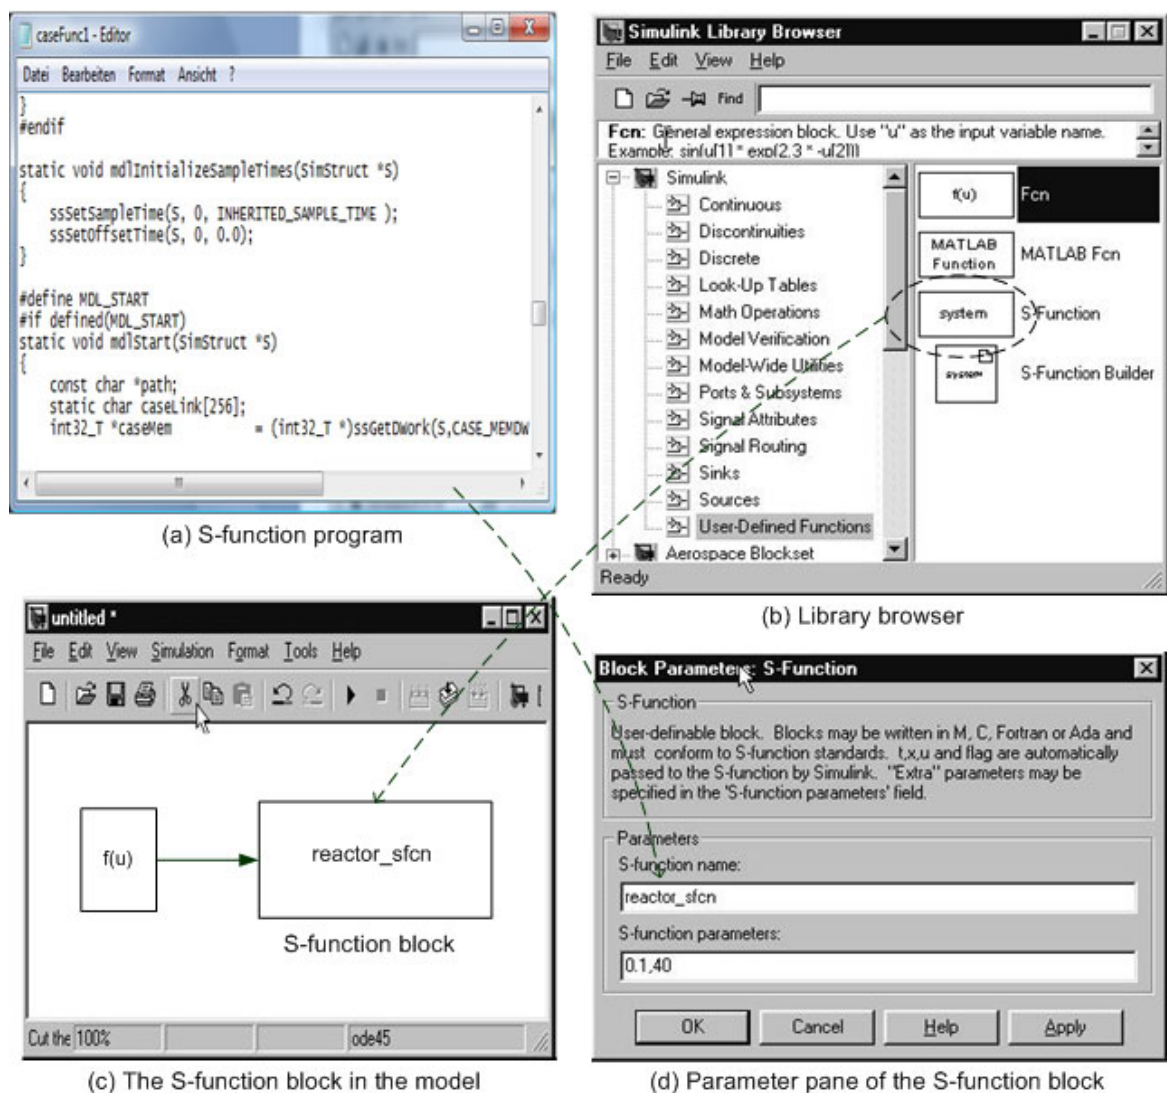 caseFunc1 - Editor
Datei Bearbeiten Format Ansicht ?
}
#endif
static void mdlInitializeSampleTimes(SimStruct *S)
{
ssSetSampleTime(S, 0, INHERITED_SAMPLE_TIME );
ssSetOffsetTime(S, 0, 0.0);
}
#define MDL_START
#if defined(MDL_START)
static void mdlStart(SimStruct *S)
{
const char *path;
static char caseLink[256];
int32_T *caseMem = (int32_T *)ssGetDWork(S,CASE_MEMDW
(a) S-function program
Simulink Library Browser
File Edit View Help
Find
Fcn: General expression block. Use "u" as the input variable name.
Example: sin(u[1] * exp(2.3 * -u[2]))
Simulink
Continuous
Discontinuities
Discrete
Look-Up Tables
Math Operations
Model Verification
Model-Wide Utilities
Ports & Subsystems
Signal Attributes
Signal Routing
Sinks
Sources
User-Defined Functions
Aerospace Blockset
f(u) Fcn
MATLAB
Function
MATLAB Fcn
system S-Function
system S-Function Builder
Ready
(b) Library browser
untitled *
File Edit View Simulation Format Tools Help
f(u)
reactor_sfcn
S-function block
Cut the 100% ode45
(c) The S-function block in the model
Block Parameters: S-Function
S-Function
User-definable block. Blocks may be written in M, C, Fortran or Ada and
must conform to S-function standards. t,x,u and flag are automatically
passed to the S-function by Simulink. "Extra" parameters may be
specified in the 'S-function parameters' field.
Parameters
S-function name:
reactor_sfcn
S-function parameters:
0.1,40
OK Cancel Help Apply
(d) Parameter pane of the S-function block